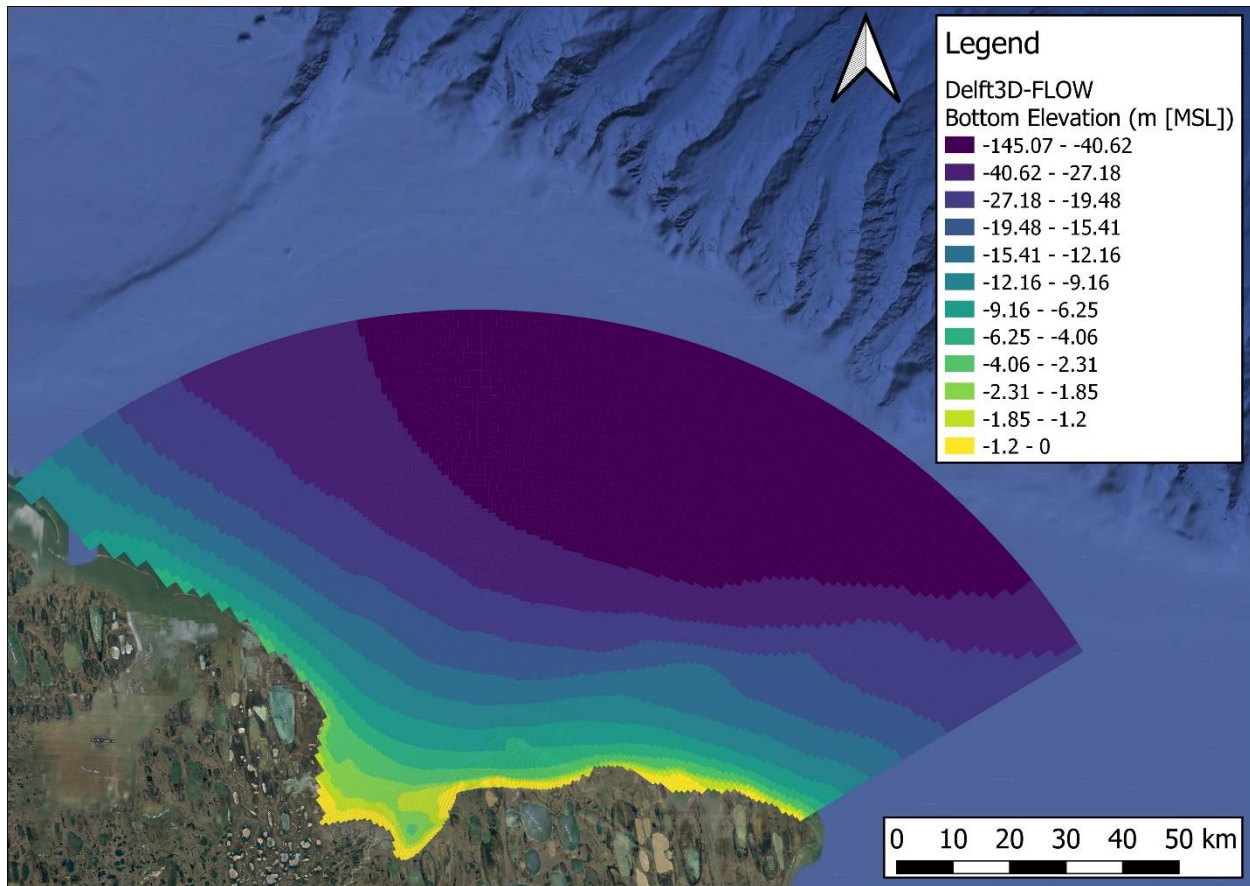 Legend
Delft3D-FLOW
Bottom Elevation (m [MSL])
-145.07 - -40.62
-40.62 - -27.18
-27.18 - -19.48
-19.48 - -15.41
-15.41 - -12.16
-12.16 - -9.16
-9.16 - -6.25
-6.25 - -4.06
-4.06 - -2.31
-2.31 - -1.85
-1.85 - -1.2
-1.2 - 0
0 10 20 30 40 50 km